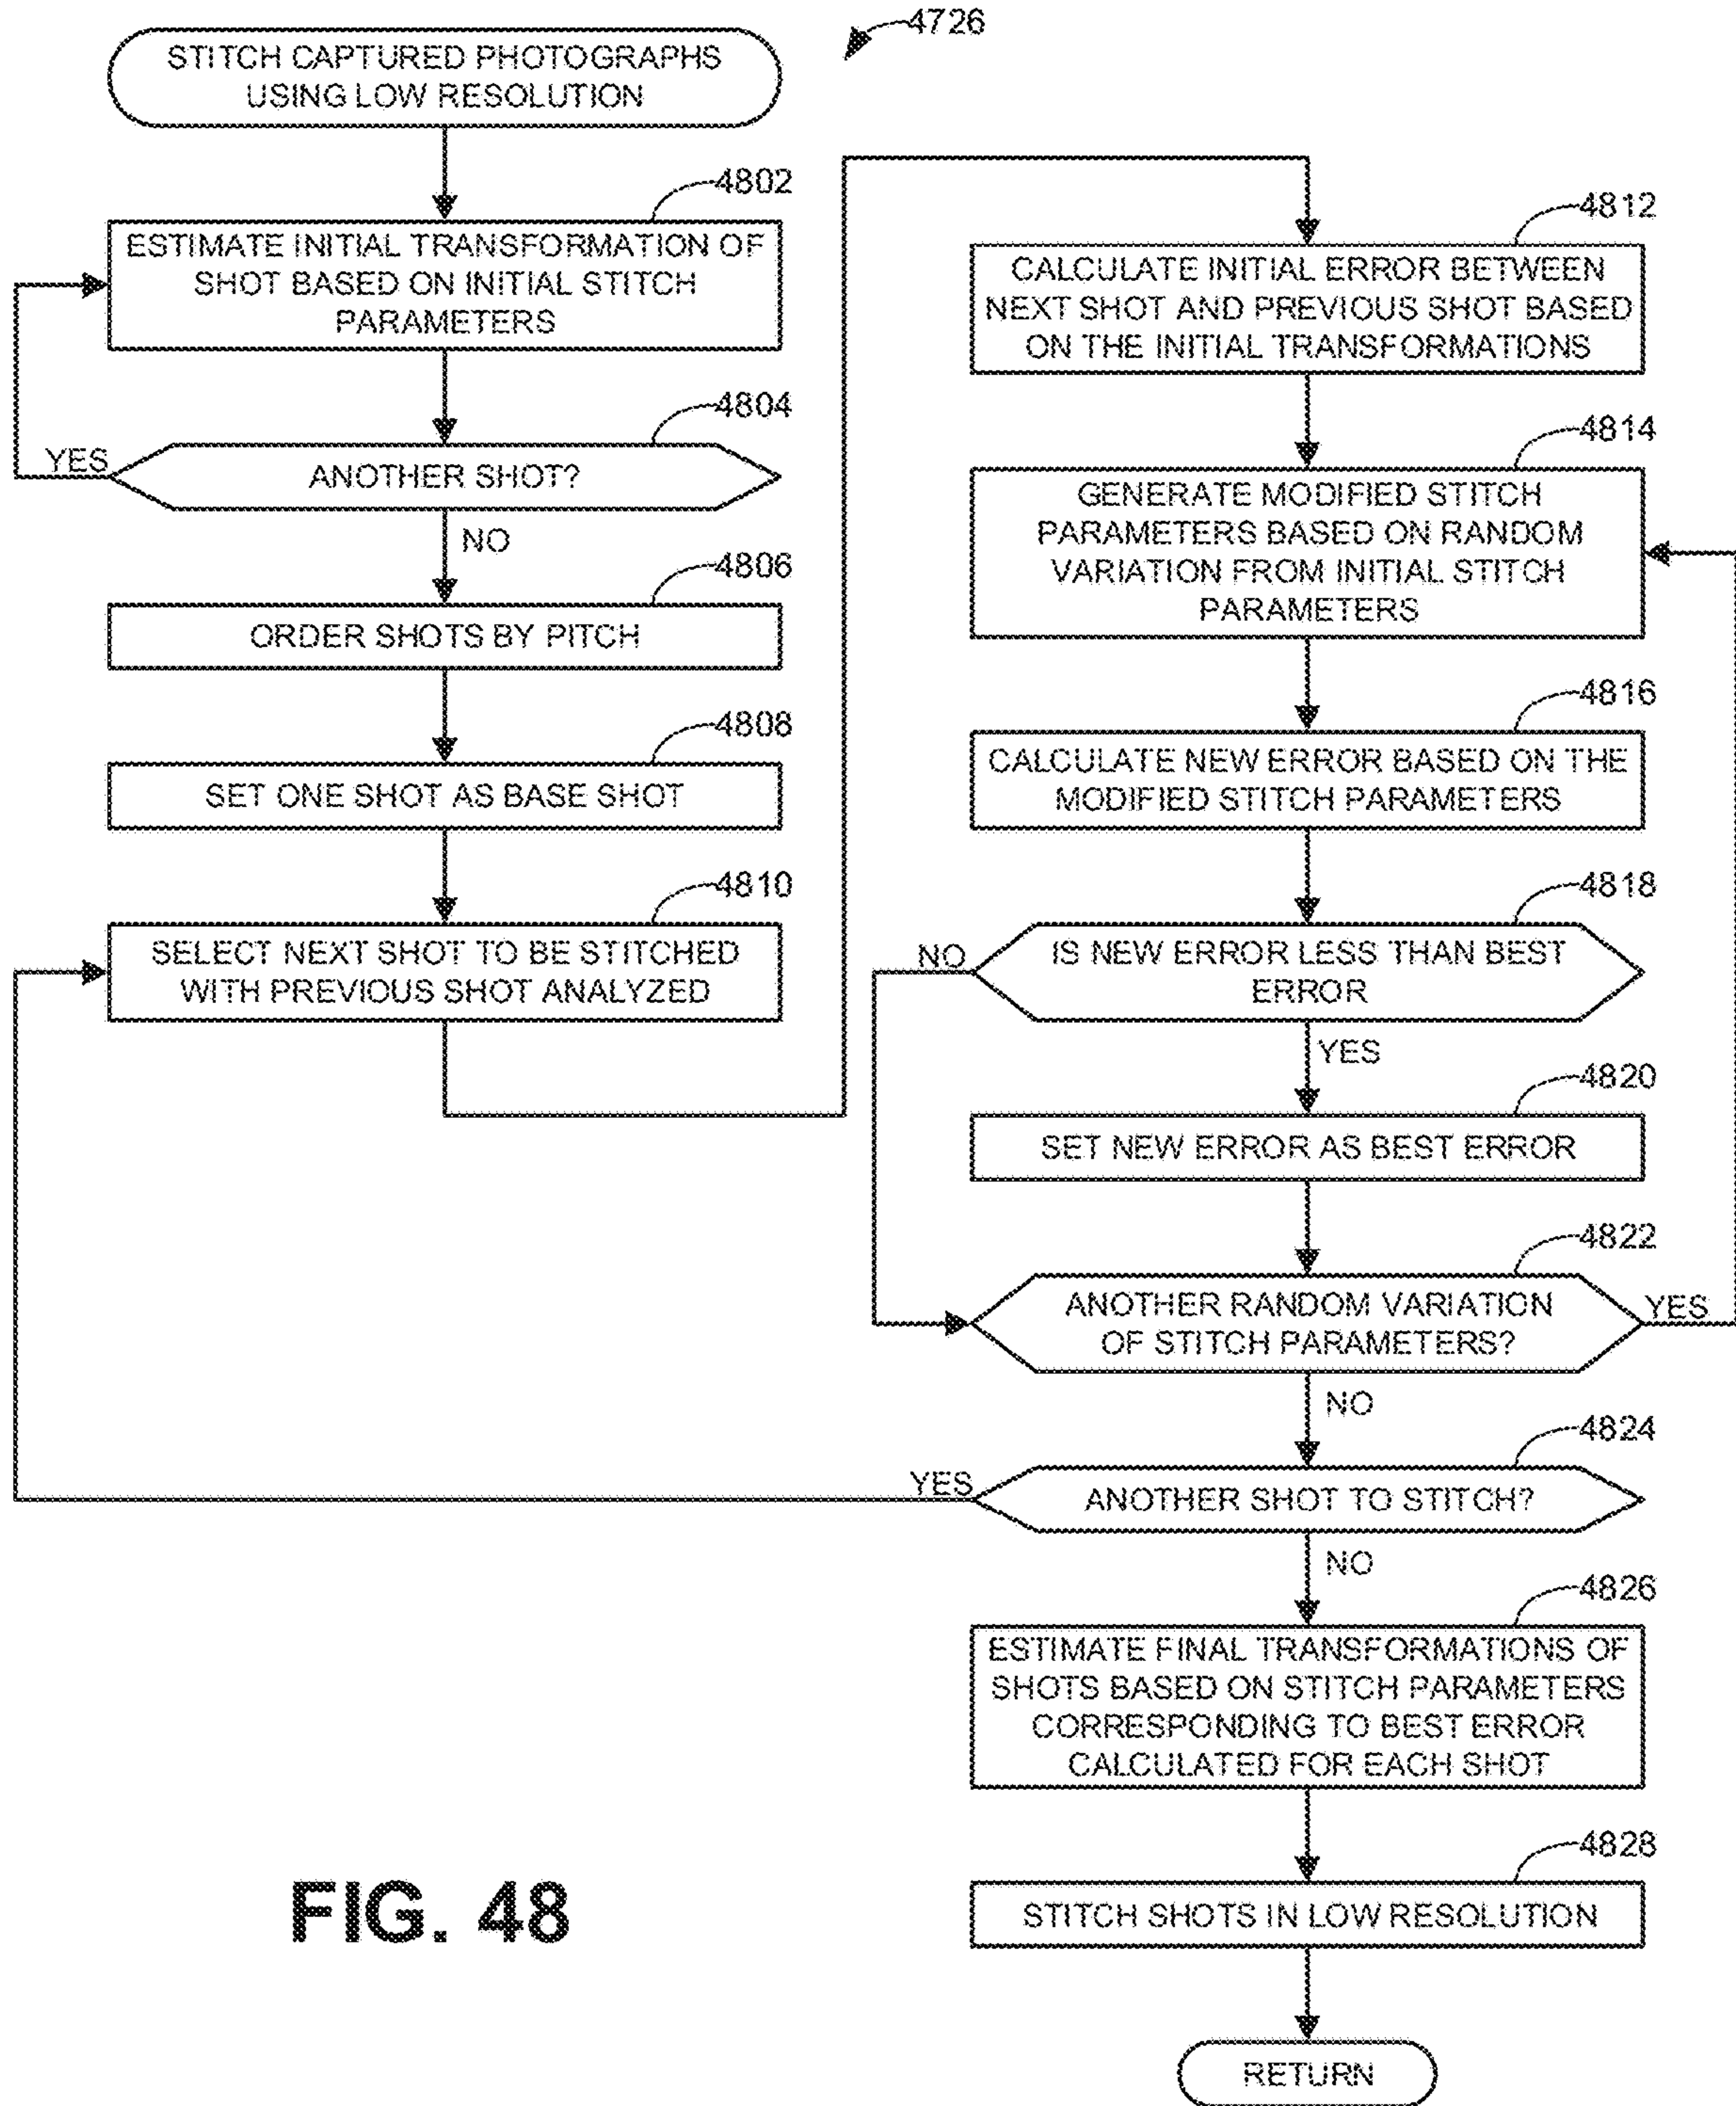 4726
STITCH CAPTURED PHOTOGRAPHS
USING LOW RESOLUTION
4802
ESTIMATE INITIAL TRANSFORMATION OF
SHOT BASED ON INITIAL STITCH
PARAMETERS
4804
YES
ANOTHER SHOT?
NO
4806
ORDER SHOTS BY PITCH
4808
SET ONE SHOT AS BASE SHOT
4810
SELECT NEXT SHOT TO BE STITCHED
WITH PREVIOUS SHOT ANALYZED
4812
CALCULATE INITIAL ERROR BETWEEN
NEXT SHOT AND PREVIOUS SHOT BASED
ON THE INITIAL TRANSFORMATIONS
4814
GENERATE MODIFIED STITCH
PARAMETERS BASED ON RANDOM
VARIATION FROM INITIAL STITCH
PARAMETERS
4816
CALCULATE NEW ERROR BASED ON THE
MODIFIED STITCH PARAMETERS
4818
NO
IS NEW ERROR LESS THAN BEST
ERROR
YES
4820
SET NEW ERROR AS BEST ERROR
4822
ANOTHER RANDOM VARIATION
OF STITCH PARAMETERS?
YES
NO
4824
YES
ANOTHER SHOT TO STITCH?
NO
4826
ESTIMATE FINAL TRANSFORMATIONS OF
SHOTS BASED ON STITCH PARAMETERS
CORRESPONDING TO BEST ERROR
CALCULATED FOR EACH SHOT
4828
STITCH SHOTS IN LOW RESOLUTION
RETURN
FIG. 48